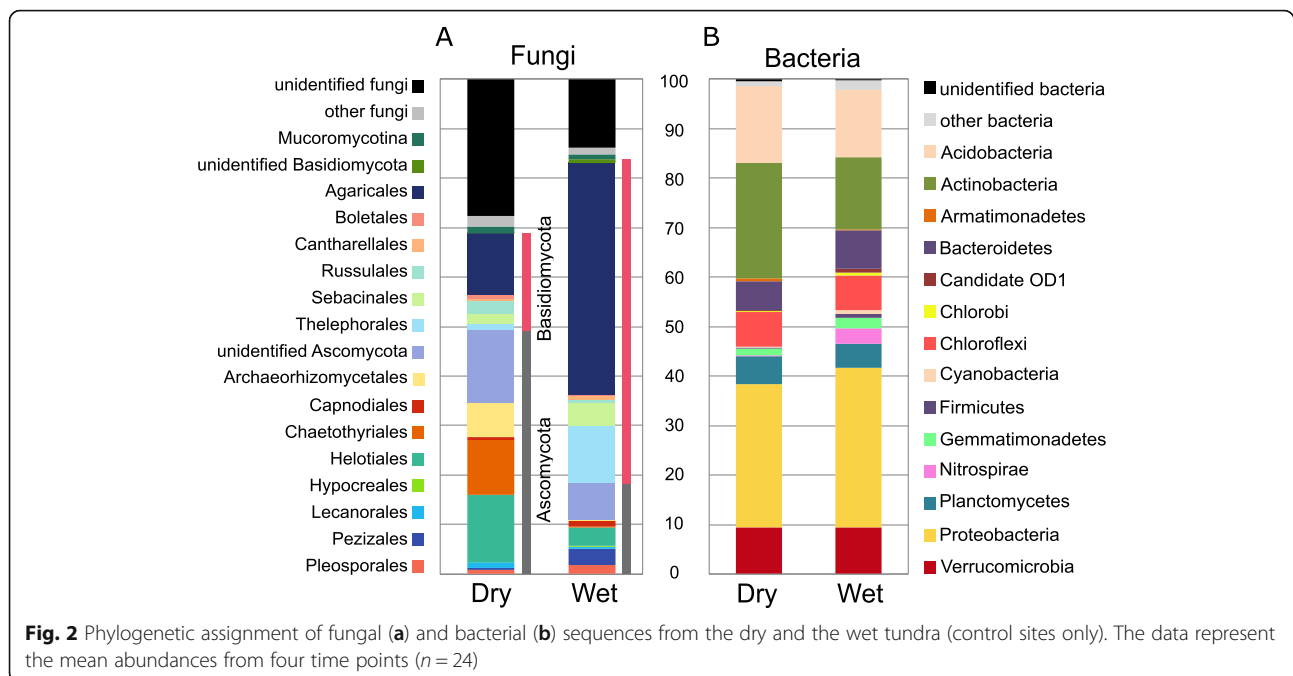 A
Fungi
unidentified fungi
other fungi
Mucoromycotina
unidentified Basidiomycota
Agaricales
Boletales
Cantharellales
Russulales
Sebacinales
Thelephorales
unidentified Ascomycota
Archaeorhizomycetales
Capnodiales
Chaetothyriales
Helotiales
Hypocreales
Lecanorales
Pezizales
Pleosporales
Basidiomycota
Ascomycota
Dry
Wet
B
Bacteria
100
90
80
70
60
50
40
30
20
10
0
Dry
Wet
unidentified bacteria
other bacteria
Acidobacteria
Actinobacteria
Armatimonadetes
Bacteroidetes
Candidate OD1
Chlorobi
Chloroflexi
Cyanobacteria
Firmicutes
Gemmatimonadetes
Nitrospirae
Planctomycetes
Proteobacteria
Verrucomicrobia
Fig. 2 Phylogenetic assignment of fungal (a) and bacterial (b) sequences from the dry and the wet tundra (control sites only). The data represent
the mean abundances from four time points (n = 24)